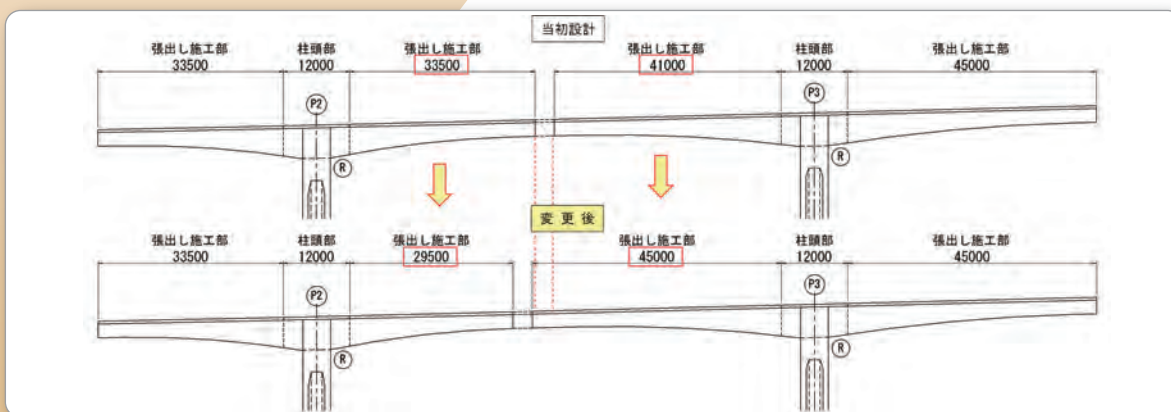 当初設計
張出し施工部 柱頭部 張出し施工部 張出し施工部 柱頭部 張出し施工部
33500 12000 33500 41000 12000 45000
P2 P3
R R
変更後
張出し施工部 柱頭部 張出し施工部 張出し施工部 柱頭部 張出し施工部
33500 12000 29500 45000 12000 45000
P2 P3
R R